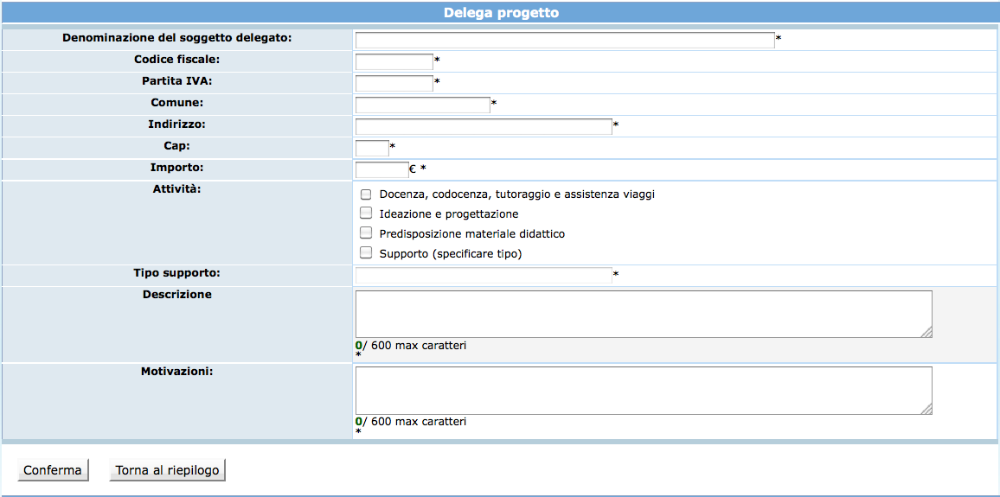 Delega progetto
Denominazione del soggetto delegato: *
Codice fiscale: *
Partita IVA: *
Comune: *
Indirizzo: *
Cap: *
Importo: € *
Attività:
Docenza, codocenza, tutoraggio e assistenza viaggi
Ideazione e progettazione
Predisposizione materiale didattico
Supporto (specificare tipo)
Tipo supporto: *
Descrizione
0/ 600 max caratteri
*
Motivazioni:
0/ 600 max caratteri
*
Conferma Torna al riepilogo